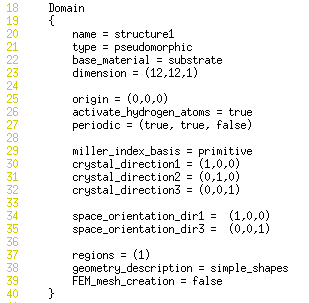 18 Domain
19 {
20 name = structure1
21 type = pseudomorphic
22 base_material = substrate
23 dimension = (12,12,1)
24
25 origin = (0,0,0)
26 activate_hydrogen_atoms = true
27 periodic = (true, true, false)
28
29 miller_index_basis = primitive
30 crystal_direction1 = (1,0,0)
31 crystal_direction2 = (0,1,0)
32 crystal_direction3 = (0,0,1)
33
34 space_orientation_dir1 = (1,0,0)
35 space_orientation_dir3 = (0,0,1)
36
37 regions = (1)
38 geometry_description = simple_shapes
39 FEM_mesh_creation = false
40 }